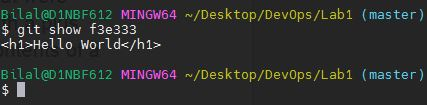 Bilal@D1NBF612 MINGW64 ~/Desktop/DevOps/Lab1 (master)
$ git show f3e333
<h1>Hello World</h1>
Bilal@D1NBF612 MINGW64 ~/Desktop/DevOps/Lab1 (master)
$